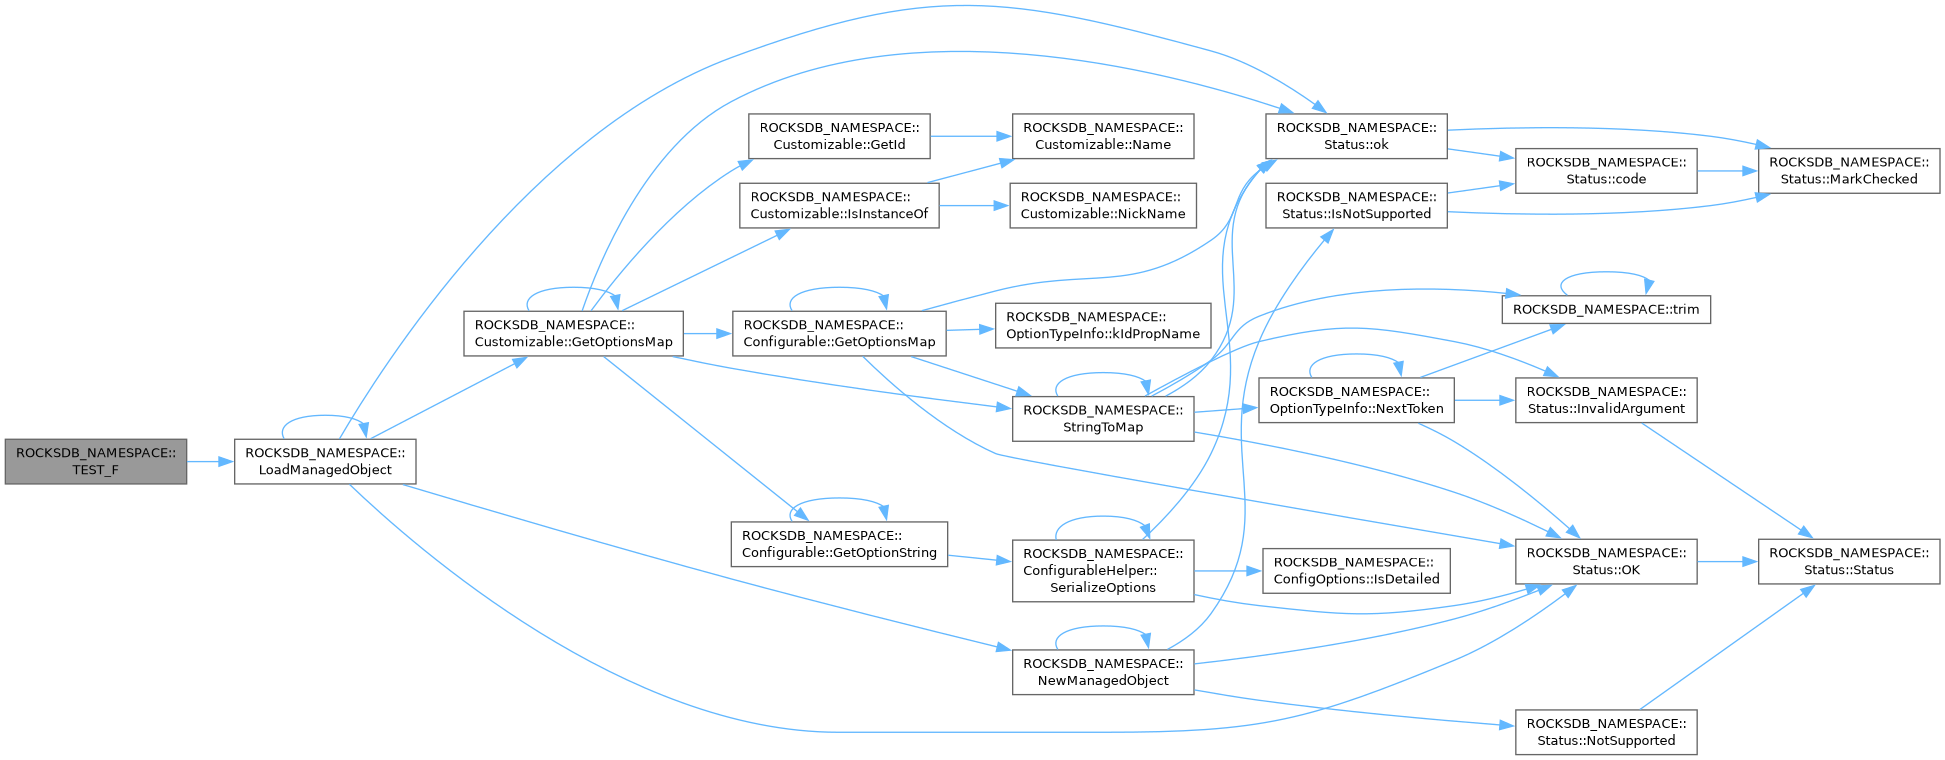 ROCKSDB_NAMESPACE::
TEST_F
ROCKSDB_NAMESPACE::
LoadManagedObject
ROCKSDB_NAMESPACE::
Customizable::GetOptionsMap
ROCKSDB_NAMESPACE::
Customizable::GetId
ROCKSDB_NAMESPACE::
Customizable::IsInstanceOf
ROCKSDB_NAMESPACE::
Configurable::GetOptionsMap
ROCKSDB_NAMESPACE::
Configurable::GetOptionString
ROCKSDB_NAMESPACE::
Customizable::Name
ROCKSDB_NAMESPACE::
Customizable::NickName
ROCKSDB_NAMESPACE::
OptionTypeInfo::kIdPropName
ROCKSDB_NAMESPACE::
StringToMap
ROCKSDB_NAMESPACE::
ConfigurableHelper::
SerializeOptions
ROCKSDB_NAMESPACE::
NewManagedObject
ROCKSDB_NAMESPACE::
Status::ok
ROCKSDB_NAMESPACE::
Status::IsNotSupported
ROCKSDB_NAMESPACE::
OptionTypeInfo::NextToken
ROCKSDB_NAMESPACE::
ConfigOptions::IsDetailed
ROCKSDB_NAMESPACE::
Status::code
ROCKSDB_NAMESPACE::trim
ROCKSDB_NAMESPACE::
Status::InvalidArgument
ROCKSDB_NAMESPACE::
Status::OK
ROCKSDB_NAMESPACE::
Status::NotSupported
ROCKSDB_NAMESPACE::
Status::MarkChecked
ROCKSDB_NAMESPACE::
Status::Status